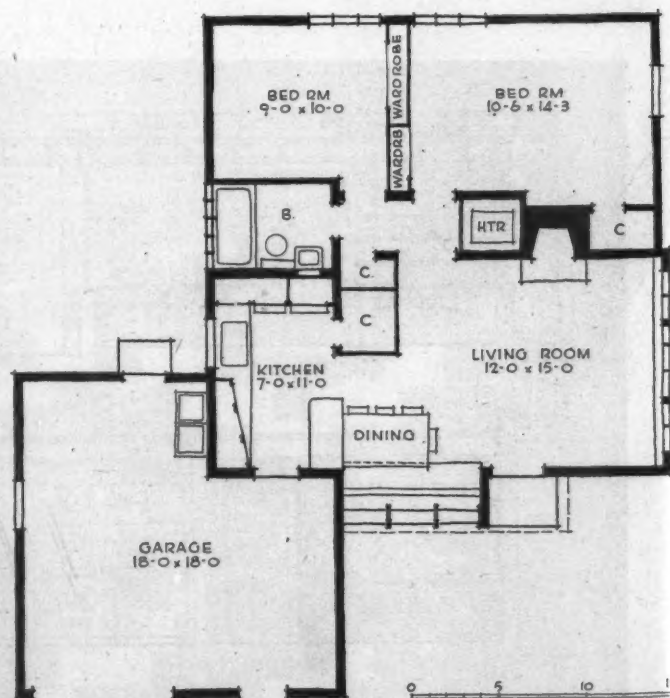 BED RM
9-0 x 10-0
WARDROBE
WARDRB
BED RM
10-6 x 14-3
B.
HTR
C
C.
C
KITCHEN
7-0 x 11-0
LIVING ROOM
12-0 x 15-0
DINING
GARAGE
18-0 x 18-0
0 5 10